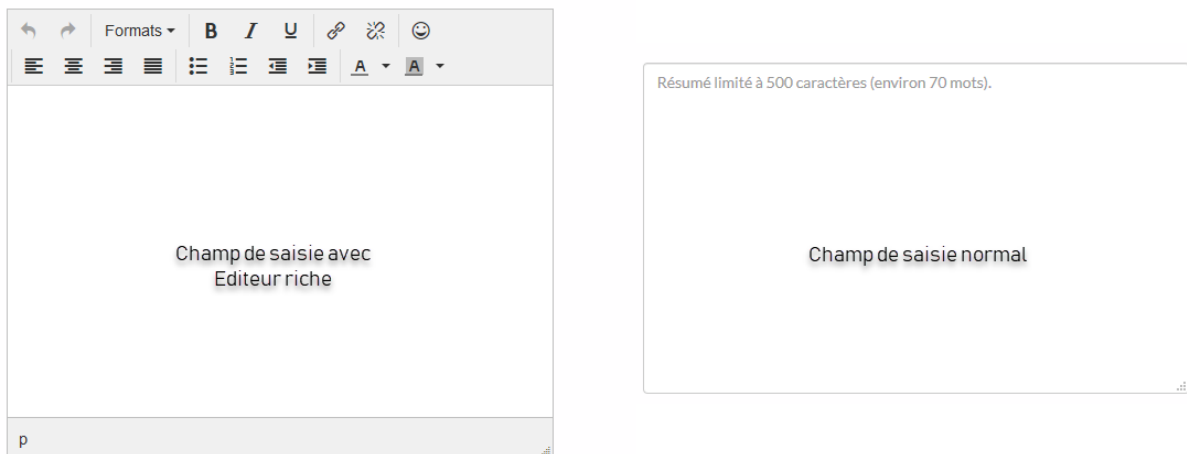 Formats
B I U
A A
Champ de saisie avec
Editeur riche
p
Résumé limité à 500 caractères (environ 70 mots).
Champ de saisie normal